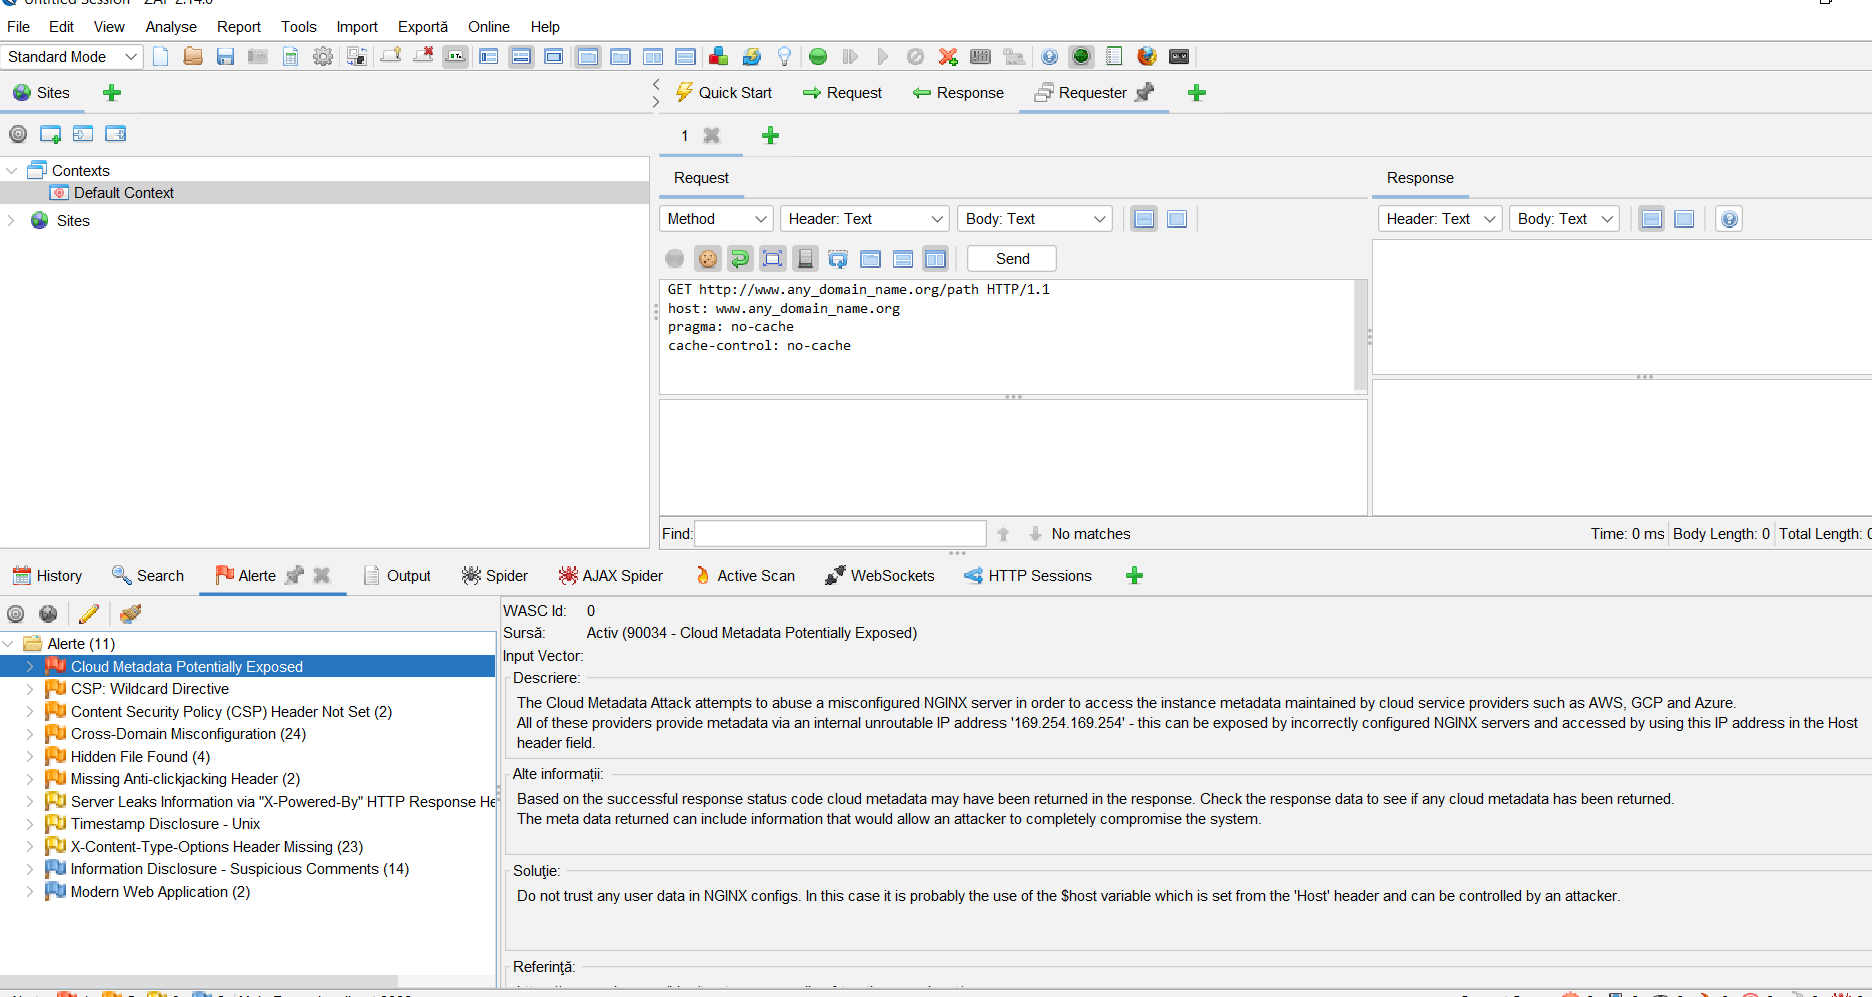 Untitled Session - ZAP 2.14.0
File Edit View Analyse Report Tools Import Exportă Online Help
Standard Mode
Sites
Quick Start Request Response Requester
1
Contexts
Default Context
Sites
Request
Method Header: Text Body: Text
Send
GET http://www.any_domain_name.org/path HTTP/1.1
host: www.any_domain_name.org
pragma: no-cache
cache-control: no-cache
Find: No matches
Response
Header: Text Body: Text
Time: 0 ms Body Length: 0 Total Length: 0
History Search Alerte Output Spider AJAX Spider Active Scan WebSockets HTTP Sessions
Alerte (11)
Cloud Metadata Potentially Exposed
CSP: Wildcard Directive
Content Security Policy (CSP) Header Not Set (2)
Cross-Domain Misconfiguration (24)
Hidden File Found (4)
Missing Anti-clickjacking Header (2)
Server Leaks Information via "X-Powered-By" HTTP Response He
Timestamp Disclosure - Unix
X-Content-Type-Options Header Missing (23)
Information Disclosure - Suspicious Comments (14)
Modern Web Application (2)
WASC Id: 0
Sursă: Activ (90034 - Cloud Metadata Potentially Exposed)
Input Vector:
Descriere:
The Cloud Metadata Attack attempts to abuse a misconfigured NGINX server in order to access the instance metadata maintained by cloud service providers such as AWS, GCP and Azure.
All of these providers provide metadata via an internal unroutable IP address '169.254.169.254' - this can be exposed by incorrectly configured NGINX servers and accessed by using this IP address in the Host
header field.
Alte informații:
Based on the successful response status code cloud metadata may have been returned in the response. Check the response data to see if any cloud metadata has been returned.
The meta data returned can include information that would allow an attacker to completely compromise the system.
Soluţie:
Do not trust any user data in NGINX configs. In this case it is probably the use of the $host variable which is set from the 'Host' header and can be controlled by an attacker.
Referinţă: